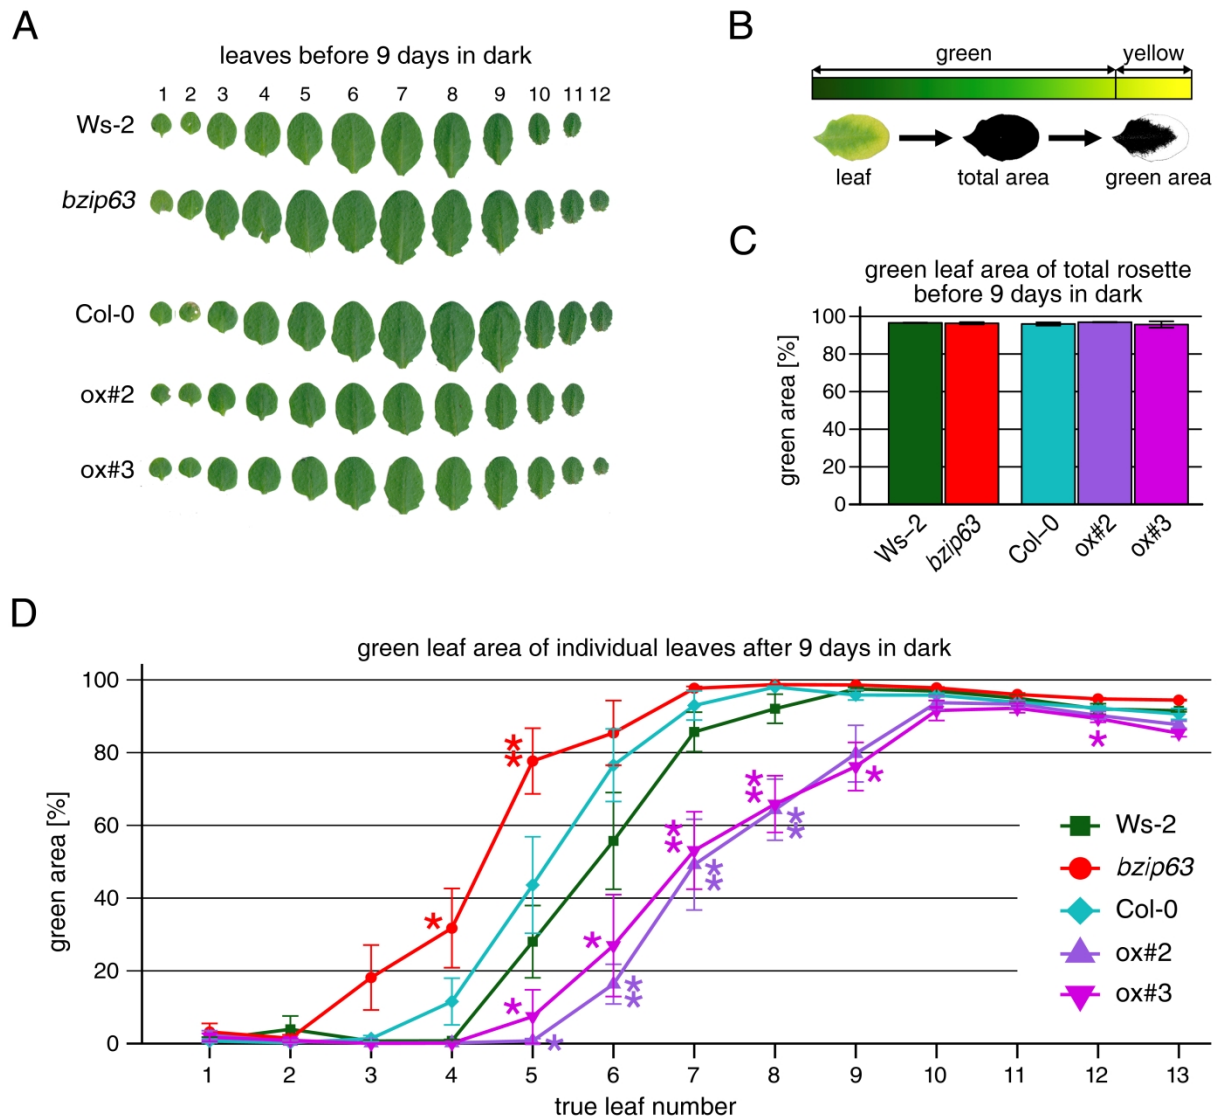 A
leaves before 9 days in dark
1 2 3 4 5 6 7 8 9 10 11 12
Ws-2
bzip63
Col-0
ox#2
ox#3
B
green yellow
leaf total area green area
C
green leaf area of total rosette
before 9 days in dark
green area [%]
100
80
60
40
20
0
Ws-2 bzip63 Col-0 ox#2 ox#3
D
green leaf area of individual leaves after 9 days in dark
green area [%]
100
80
60
40
20
0
* * * * * * * * * * * * * * * * * * *
Ws-2
bzip63
Col-0
ox#2
ox#3
1 2 3 4 5 6 7 8 9 10 11 12 13
true leaf number